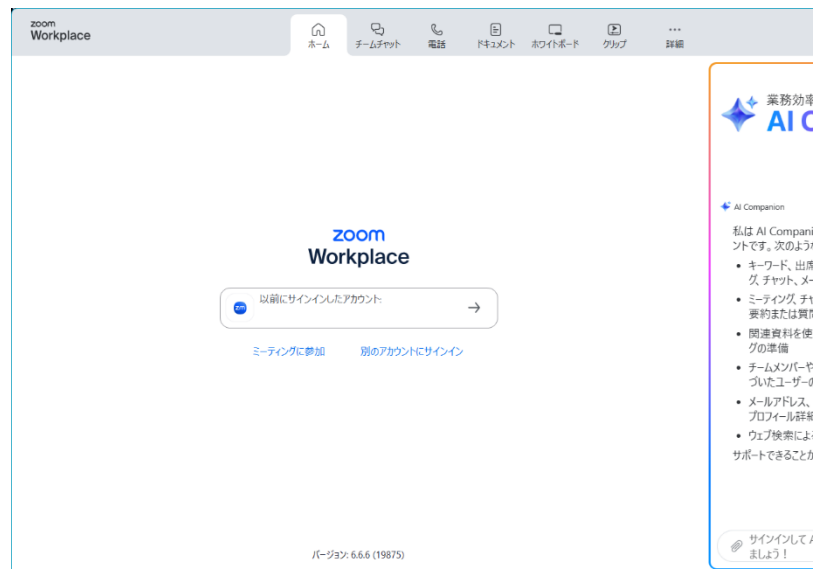 zoom
Workplace
ホーム
チームチャット
電話
ドキュメント
ホワイトボード
クリップ
詳細
業務効率
AI C
AI Companion
私は AI Compani
ントです。次のような
• キーワード、出席
グ、チャット、メー
• ミーティング、チャ
要約または質問
• 関連資料を使
グの準備
• チームメンバーや
づいたユーザーの
• メールアドレス、
プロフィール詳細
• ウェブ検索によ
サポートできることが
zoom
Workplace
以前にサインインしたアカウント:
ミーティングに参加
別のアカウントにサインイン
サインインして A
ましょう！
バージョン: 6.6.6 (19875)